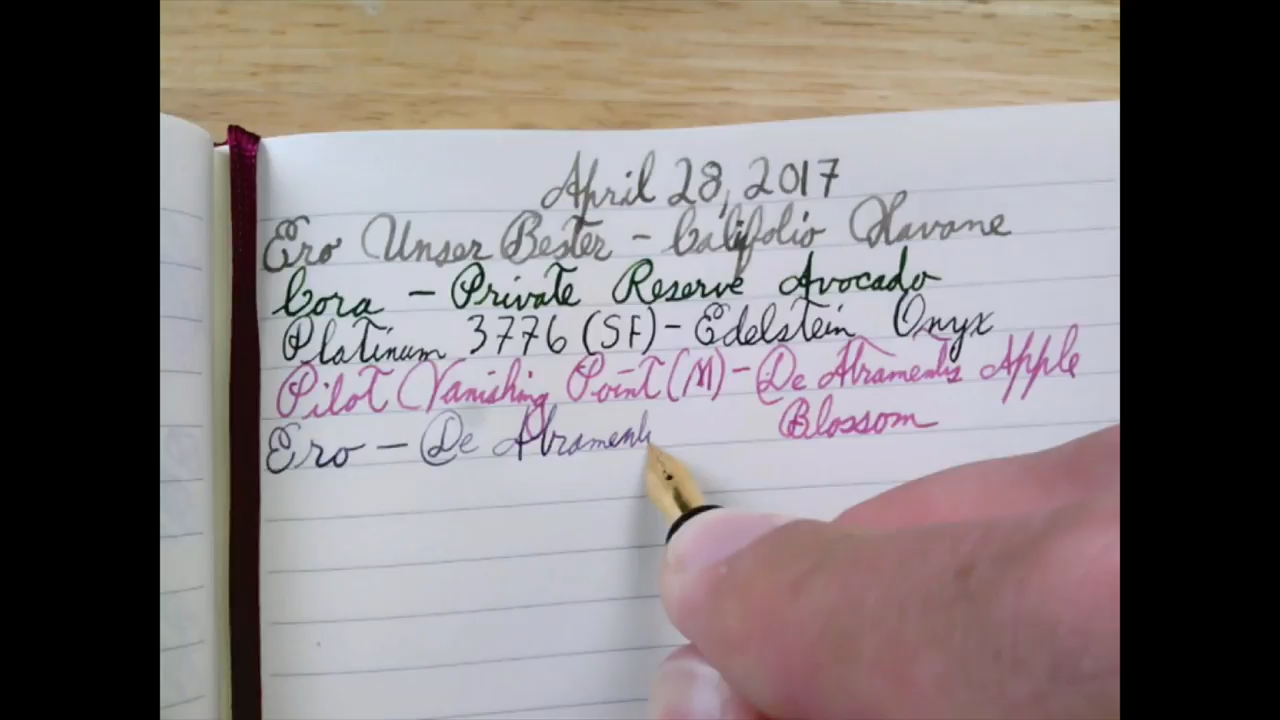 April 28, 2017
Ero Unser Bester - Califolio Havane
Cora - Private Reserve Avocado
Platinum 3776 (SF) - Edelstein Onyx
Pilot Vanishing Point (M) - De Atramentis Apple
Blossom
Ero - De Atramenti